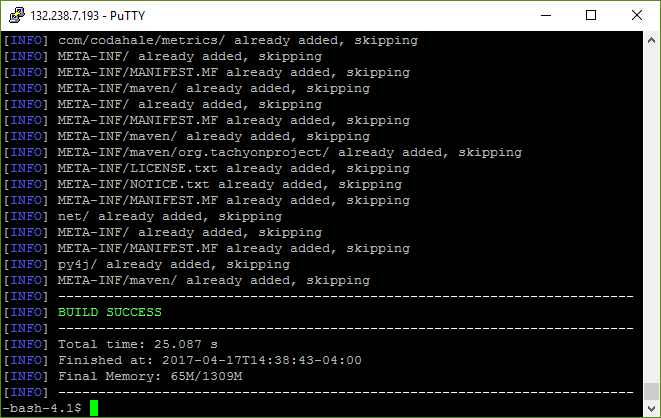 132.238.7.193 - PuTTY
[INFO] com/codahale/metrics/ already added, skipping
[INFO] META-INF/ already added, skipping
[INFO] META-INF/MANIFEST.MF already added, skipping
[INFO] META-INF/maven/ already added, skipping
[INFO] META-INF/ already added, skipping
[INFO] META-INF/MANIFEST.MF already added, skipping
[INFO] META-INF/maven/ already added, skipping
[INFO] META-INF/maven/org.tachyonproject/ already added, skipping
[INFO] META-INF/LICENSE.txt already added, skipping
[INFO] META-INF/NOTICE.txt already added, skipping
[INFO] META-INF/MANIFEST.MF already added, skipping
[INFO] net/ already added, skipping
[INFO] META-INF/ already added, skipping
[INFO] META-INF/MANIFEST.MF already added, skipping
[INFO] py4j/ already added, skipping
[INFO] META-INF/maven/ already added, skipping
[INFO] ------------------------------------------------------------------------
[INFO] BUILD SUCCESS
[INFO] ------------------------------------------------------------------------
[INFO] Total time: 25.087 s
[INFO] Finished at: 2017-04-17T14:38:43-04:00
[INFO] Final Memory: 65M/1309M
[INFO] ------------------------------------------------------------------------
-bash-4.1$